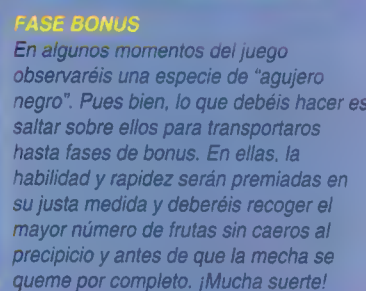 FASE BONUS
En algunos momentos del juego
observaréis una especie de "agujero
negro". Pues bien, lo que debéis hacer es
saltar sobre ellos para transportaros
hasta fases de bonus. En ellas, la
habilidad y rapidez serán premiadas en
su justa medida y deberéis recoger el
mayor número de frutas sin caeros al
precipicio y antes de que la mecha se
queme por completo. ¡Mucha suerte!